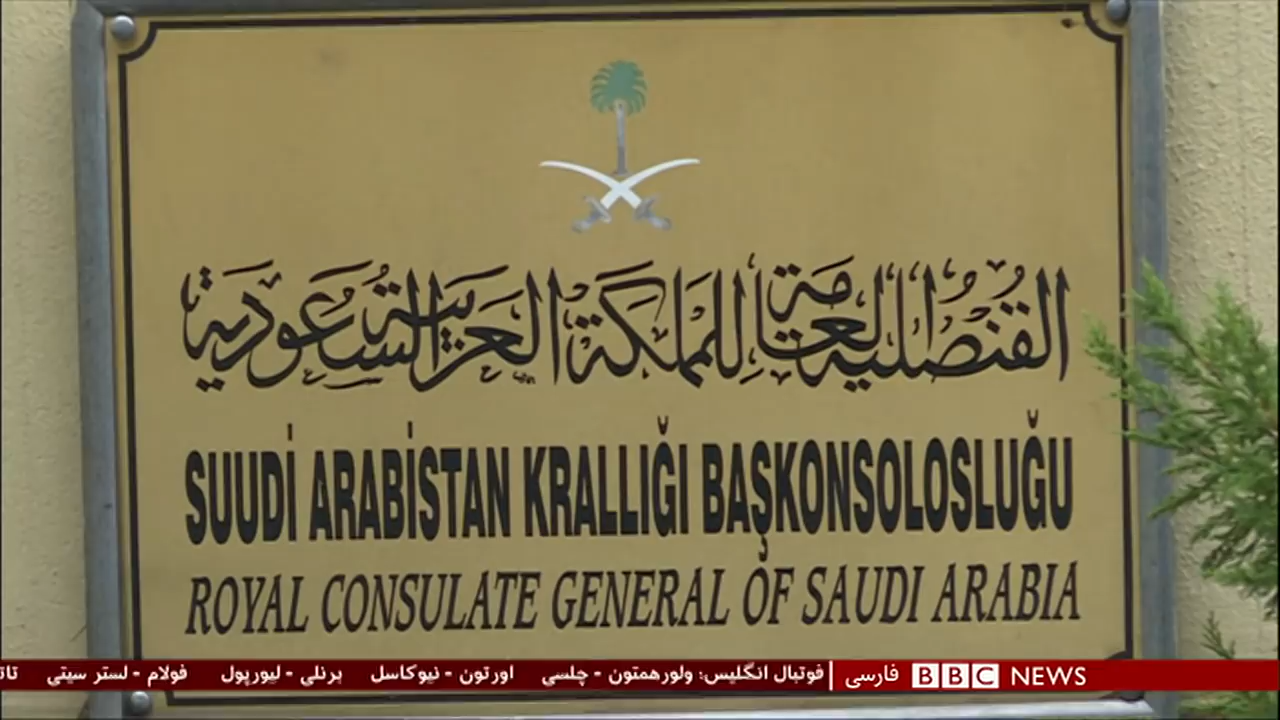 القنصلية العامة للمملكة العربية السعودية
SUUDİ ARABİSTAN KRALLIĞI BAŞKONSOLOSLUĞU
ROYAL CONSULATE GENERAL OF SAUDI ARABIA
BBC NEWS فارسی | فوتبال انگلیس: ولورهمتون - چلسی اورتون - نیوکاسل برنلی - لیورپول فولام - لستر سیتی